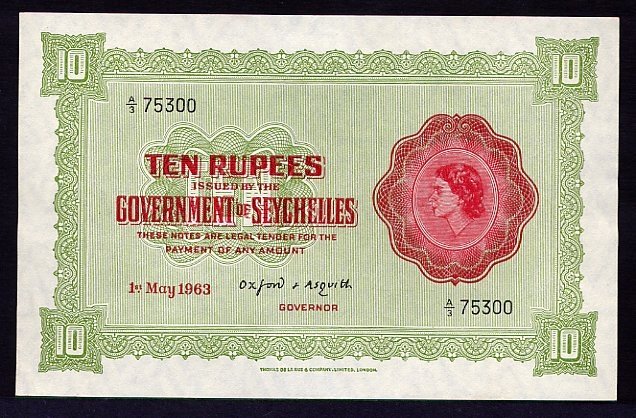 10 10
A/3 75300
TEN RUPEES
ISSUED BY THE
GOVERNMENT OF SEYCHELLES
THESE NOTES ARE LEGAL TENDER FOR THE
PAYMENT OF ANY AMOUNT
1st May 1963 Oxford & Asquith
GOVERNOR
A/3 75300
10 10
THOMAS DE LA RUE & COMPANY, LIMITED, LONDON.